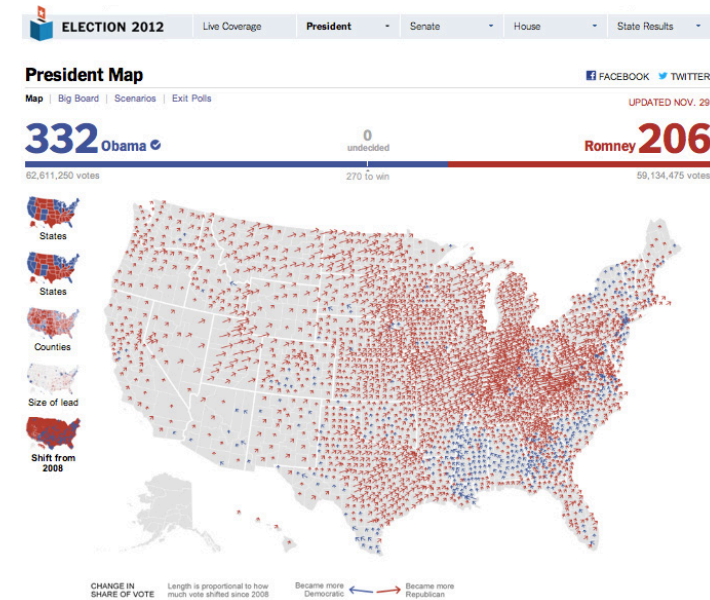 ELECTION 2012 Live Coverage President Senate House State Results
President Map
FACEBOOK TWITTER
Map | Big Board | Scenarios | Exit Polls
UPDATED NOV. 29
332 Obama
0
undecided
Romney 206
62,611,250 votes
270 to win
59,134,475 votes
States
States
Counties
Size of lead
Shift from
2008
CHANGE IN
SHARE OF VOTE
Length is proportional to how
much vote shifted since 2008
Became more
Democratic
Became more
Republican